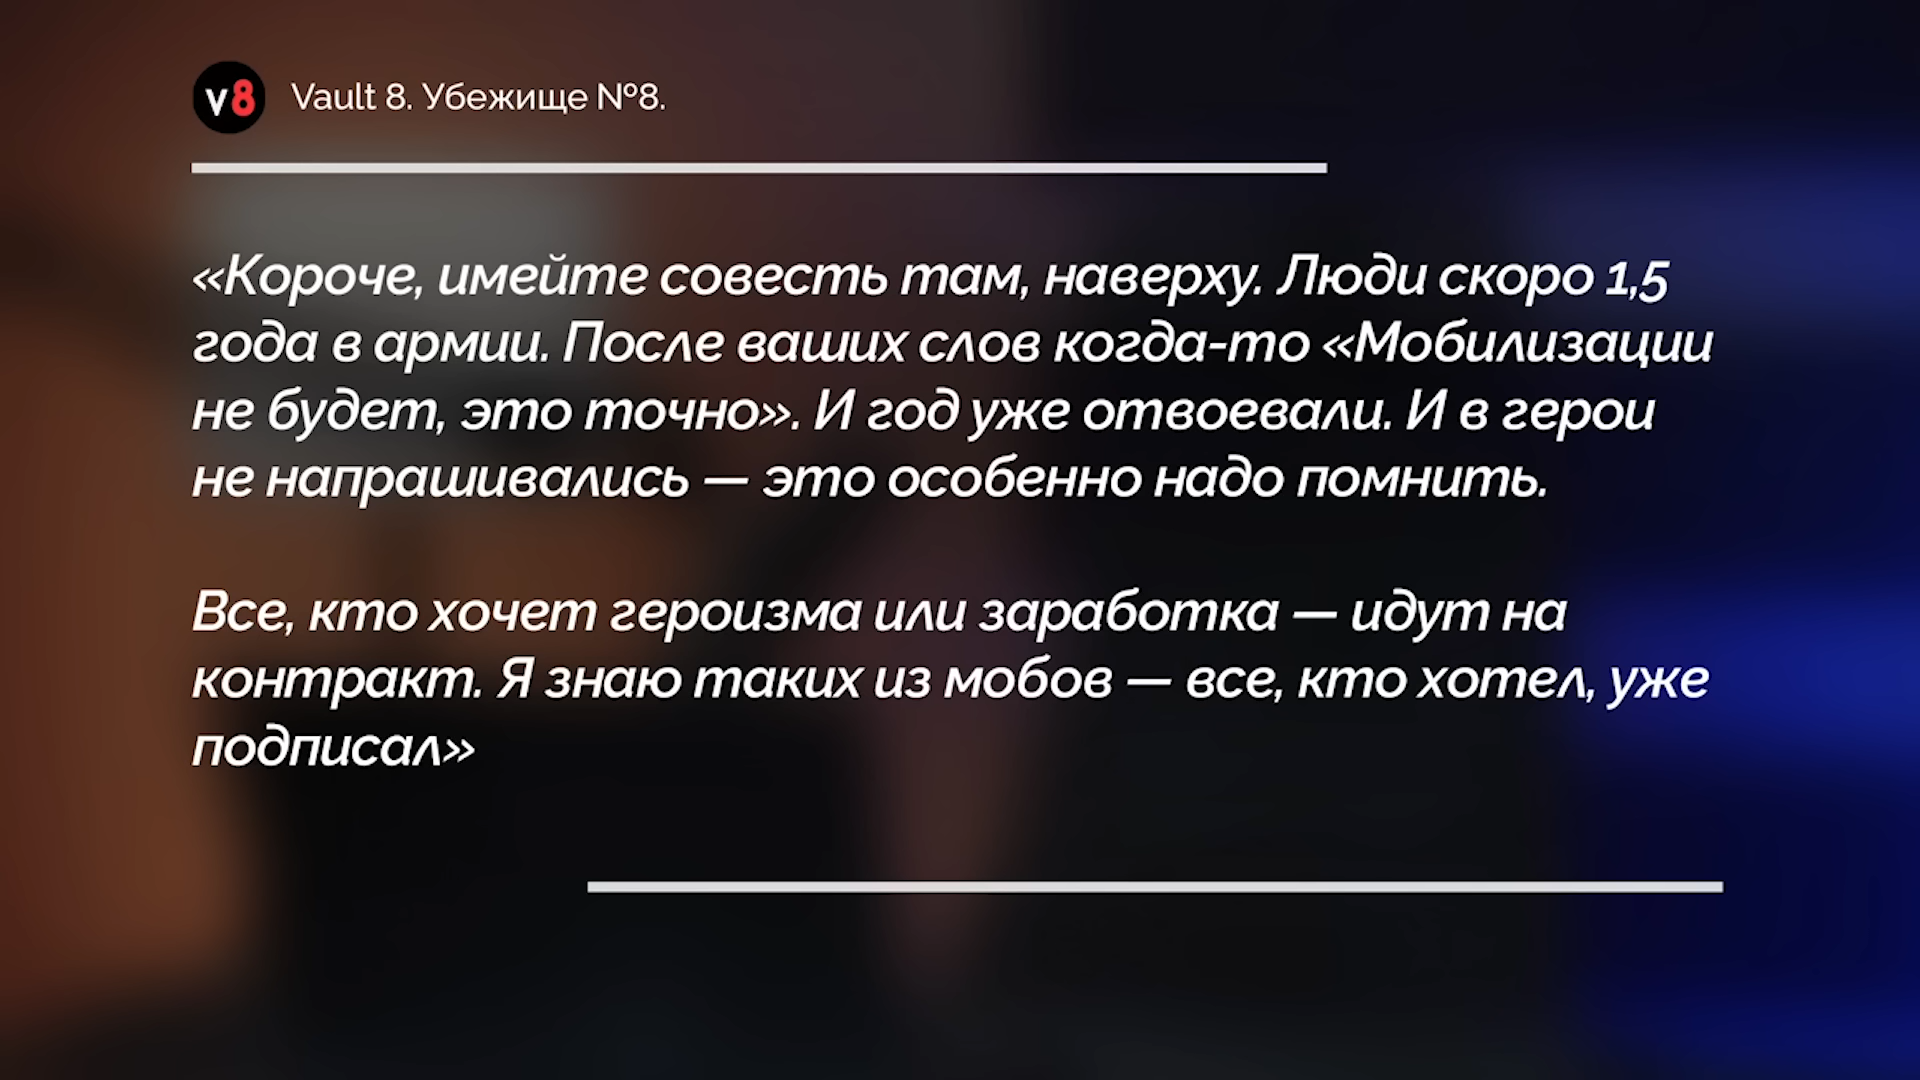 v8 Vault 8. Убежище №8.
«Короче, имейте совесть там, наверху. Люди скоро 1,5
года в армии. После ваших слов когда-то «Мобилизации
не будет, это точно». И год уже отвоевали. И в герои
не напрашивались — это особенно надо помнить.
Все, кто хочет героизма или заработка — идут на
контракт. Я знаю таких из мобов — все, кто хотел, уже
подписал»